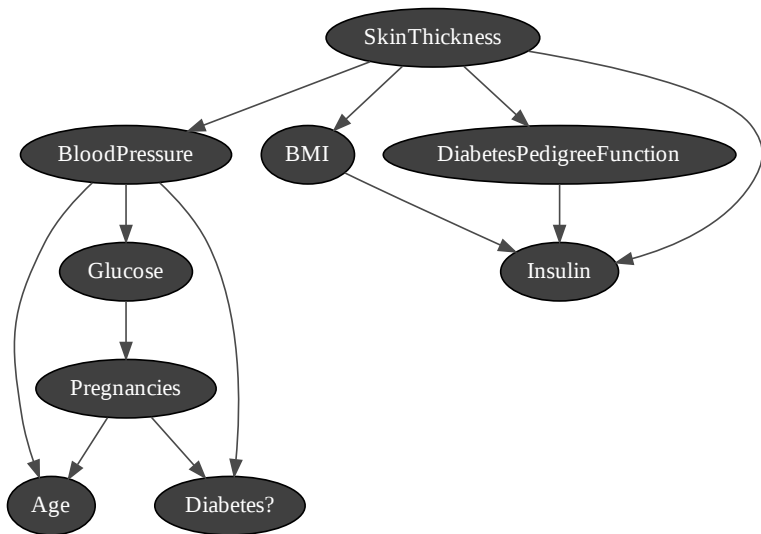 SkinThickness
BloodPressure
BMI
DiabetesPedigreeFunction
Glucose
Insulin
Pregnancies
Age
Diabetes?